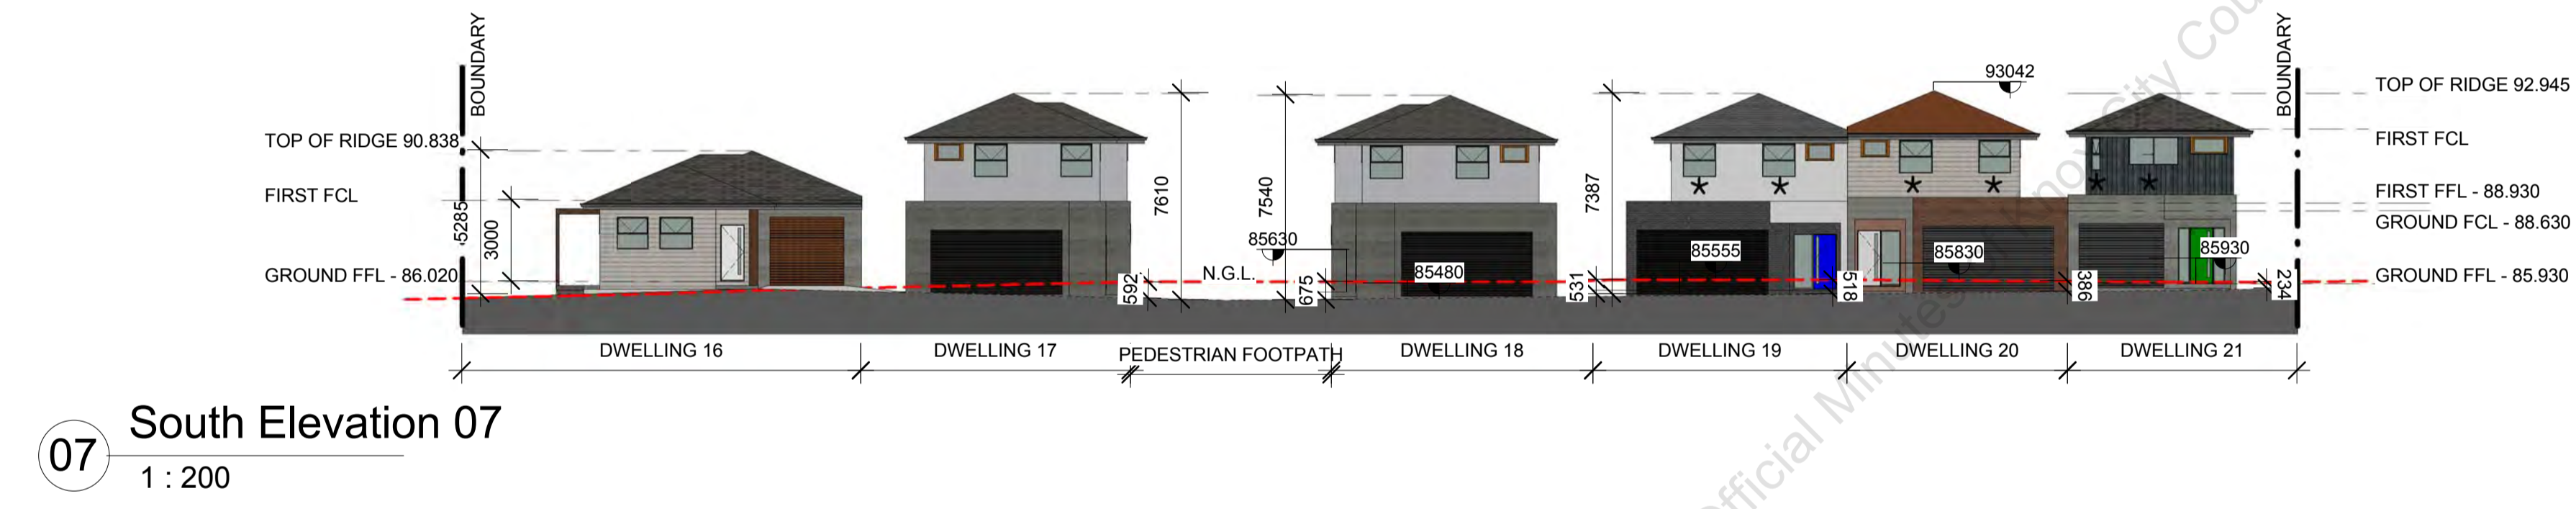 BOUNDARY
BOUNDARY
93042
TOP OF RIDGE 92.945
TOP OF RIDGE 90.838
FIRST FCL
FIRST FCL
FIRST FFL - 88.930
GROUND FCL - 88.630
5285
3000
7610
7540
7387
85630
85555
85830
85930
GROUND FFL - 86.020
N.G.L.
85480
GROUND FFL - 85.930
592
675
531
518
386
234
DWELLING 16
DWELLING 17
PEDESTRIAN FOOTPATH
DWELLING 18
DWELLING 19
DWELLING 20
DWELLING 21
07
South Elevation 07
1 : 200
Official Minutes
City